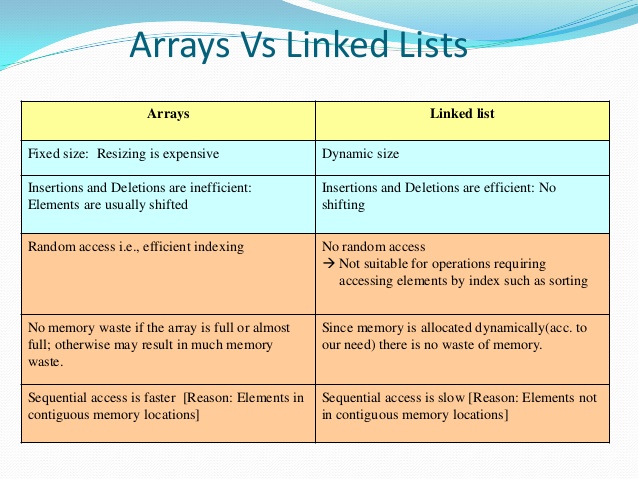 Arrays Vs Linked Lists
Arrays
Linked list
Fixed size: Resizing is expensive
Dynamic size
Insertions and Deletions are inefficient:
Elements are usually shifted
Insertions and Deletions are efficient: No
shifting
Random access i.e., efficient indexing
No random access
→ Not suitable for operations requiring
accessing elements by index such as sorting
No memory waste if the array is full or almost
full; otherwise may result in much memory
waste.
Since memory is allocated dynamically(acc. to
our need) there is no waste of memory.
Sequential access is faster [Reason: Elements in
contiguous memory locations]
Sequential access is slow [Reason: Elements not
in contiguous memory locations]